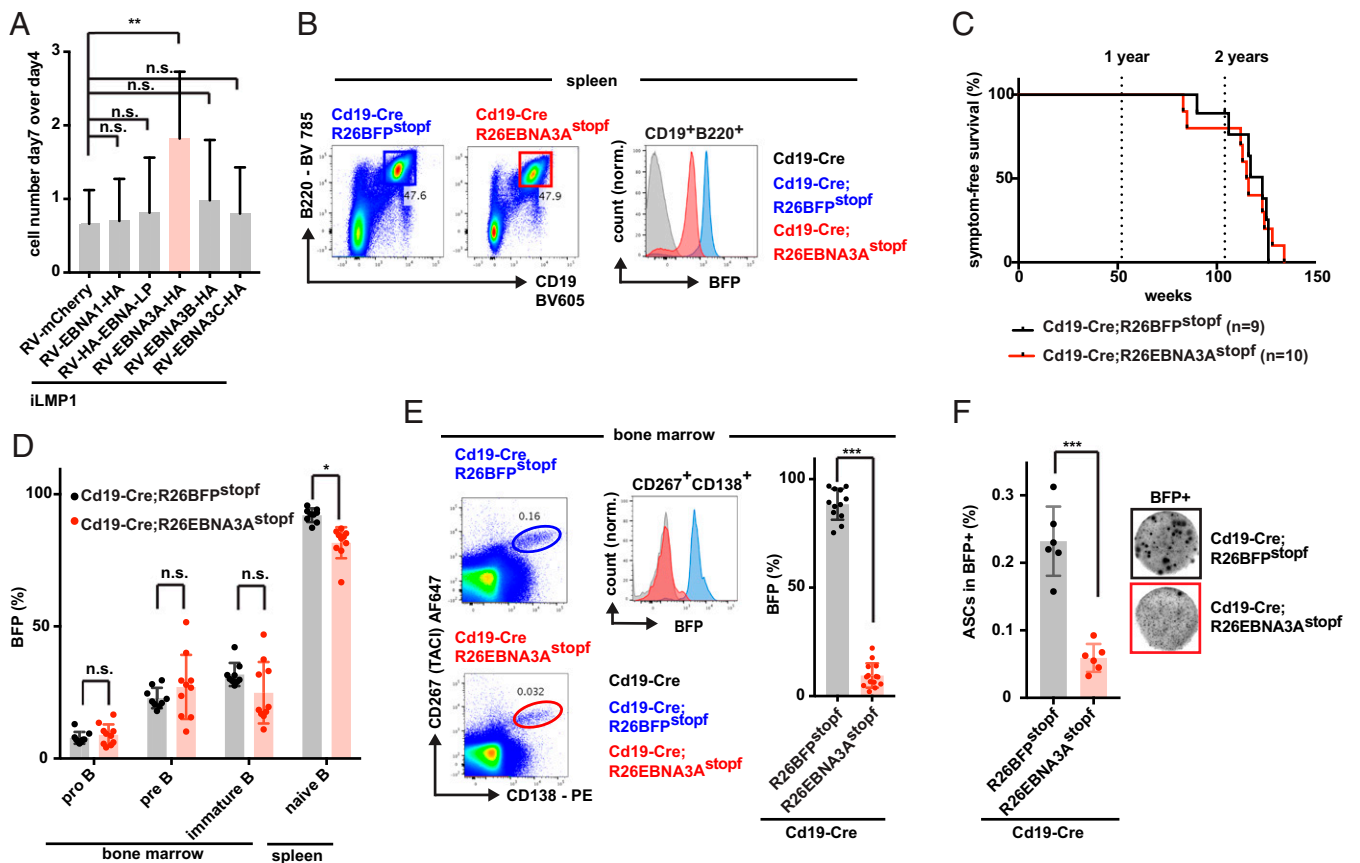 A
**
cell number day7 over day4
3
2
1
0
n.s.
n.s.
n.s.
n.s.
RV-mCherry
RV-EBNA1-HA
RV-HA-EBNA-LP
RV-EBNA3A-HA
RV-EBNA3B-HA
RV-EBNA3C-HA
iLMP1
B
spleen
Cd19-Cre
R26BFPstopf
Cd19-Cre
R26EBNA3Astopf
B220 - BV 785
47.6
47.9
CD19
BV605
CD19+B220+
count (norm.)
BFP
Cd19-Cre
Cd19-Cre;
R26BFPstopf
Cd19-Cre;
R26EBNA3Astopf
C
1 year
2 years
symptom-free survival (%)
100
50
0
0
50
100
150
weeks
Cd19-Cre;R26BFPstopf (n=9)
Cd19-Cre;R26EBNA3Astopf (n=10)
D
Cd19-Cre;R26BFPstopf
Cd19-Cre;R26EBNA3Astopf
BFP (%)
100
50
0
n.s.
n.s.
n.s.
*
pro B
pre B
immature B
naive B
bone marrow
spleen
E
bone marrow
Cd19-Cre
R26BFPstopf
0.16
Cd19-Cre
R26EBNA3Astopf
0.032
CD267 (TACI) AF647
CD138 - PE
CD267+CD138+
count (norm.)
BFP
Cd19-Cre
Cd19-Cre;
R26BFPstopf
Cd19-Cre;
R26EBNA3Astopf
***
BFP (%)
100
50
0
R26BFPstopf
R26EBNA3Astopf
Cd19-Cre
F
***
ASCs in BFP+ (%)
0.3
0.2
0.1
0
R26BFPstopf
R26EBNA3Astopf
Cd19-Cre
BFP+
Cd19-Cre;
R26BFPstopf
Cd19-Cre;
R26EBNA3Astopf